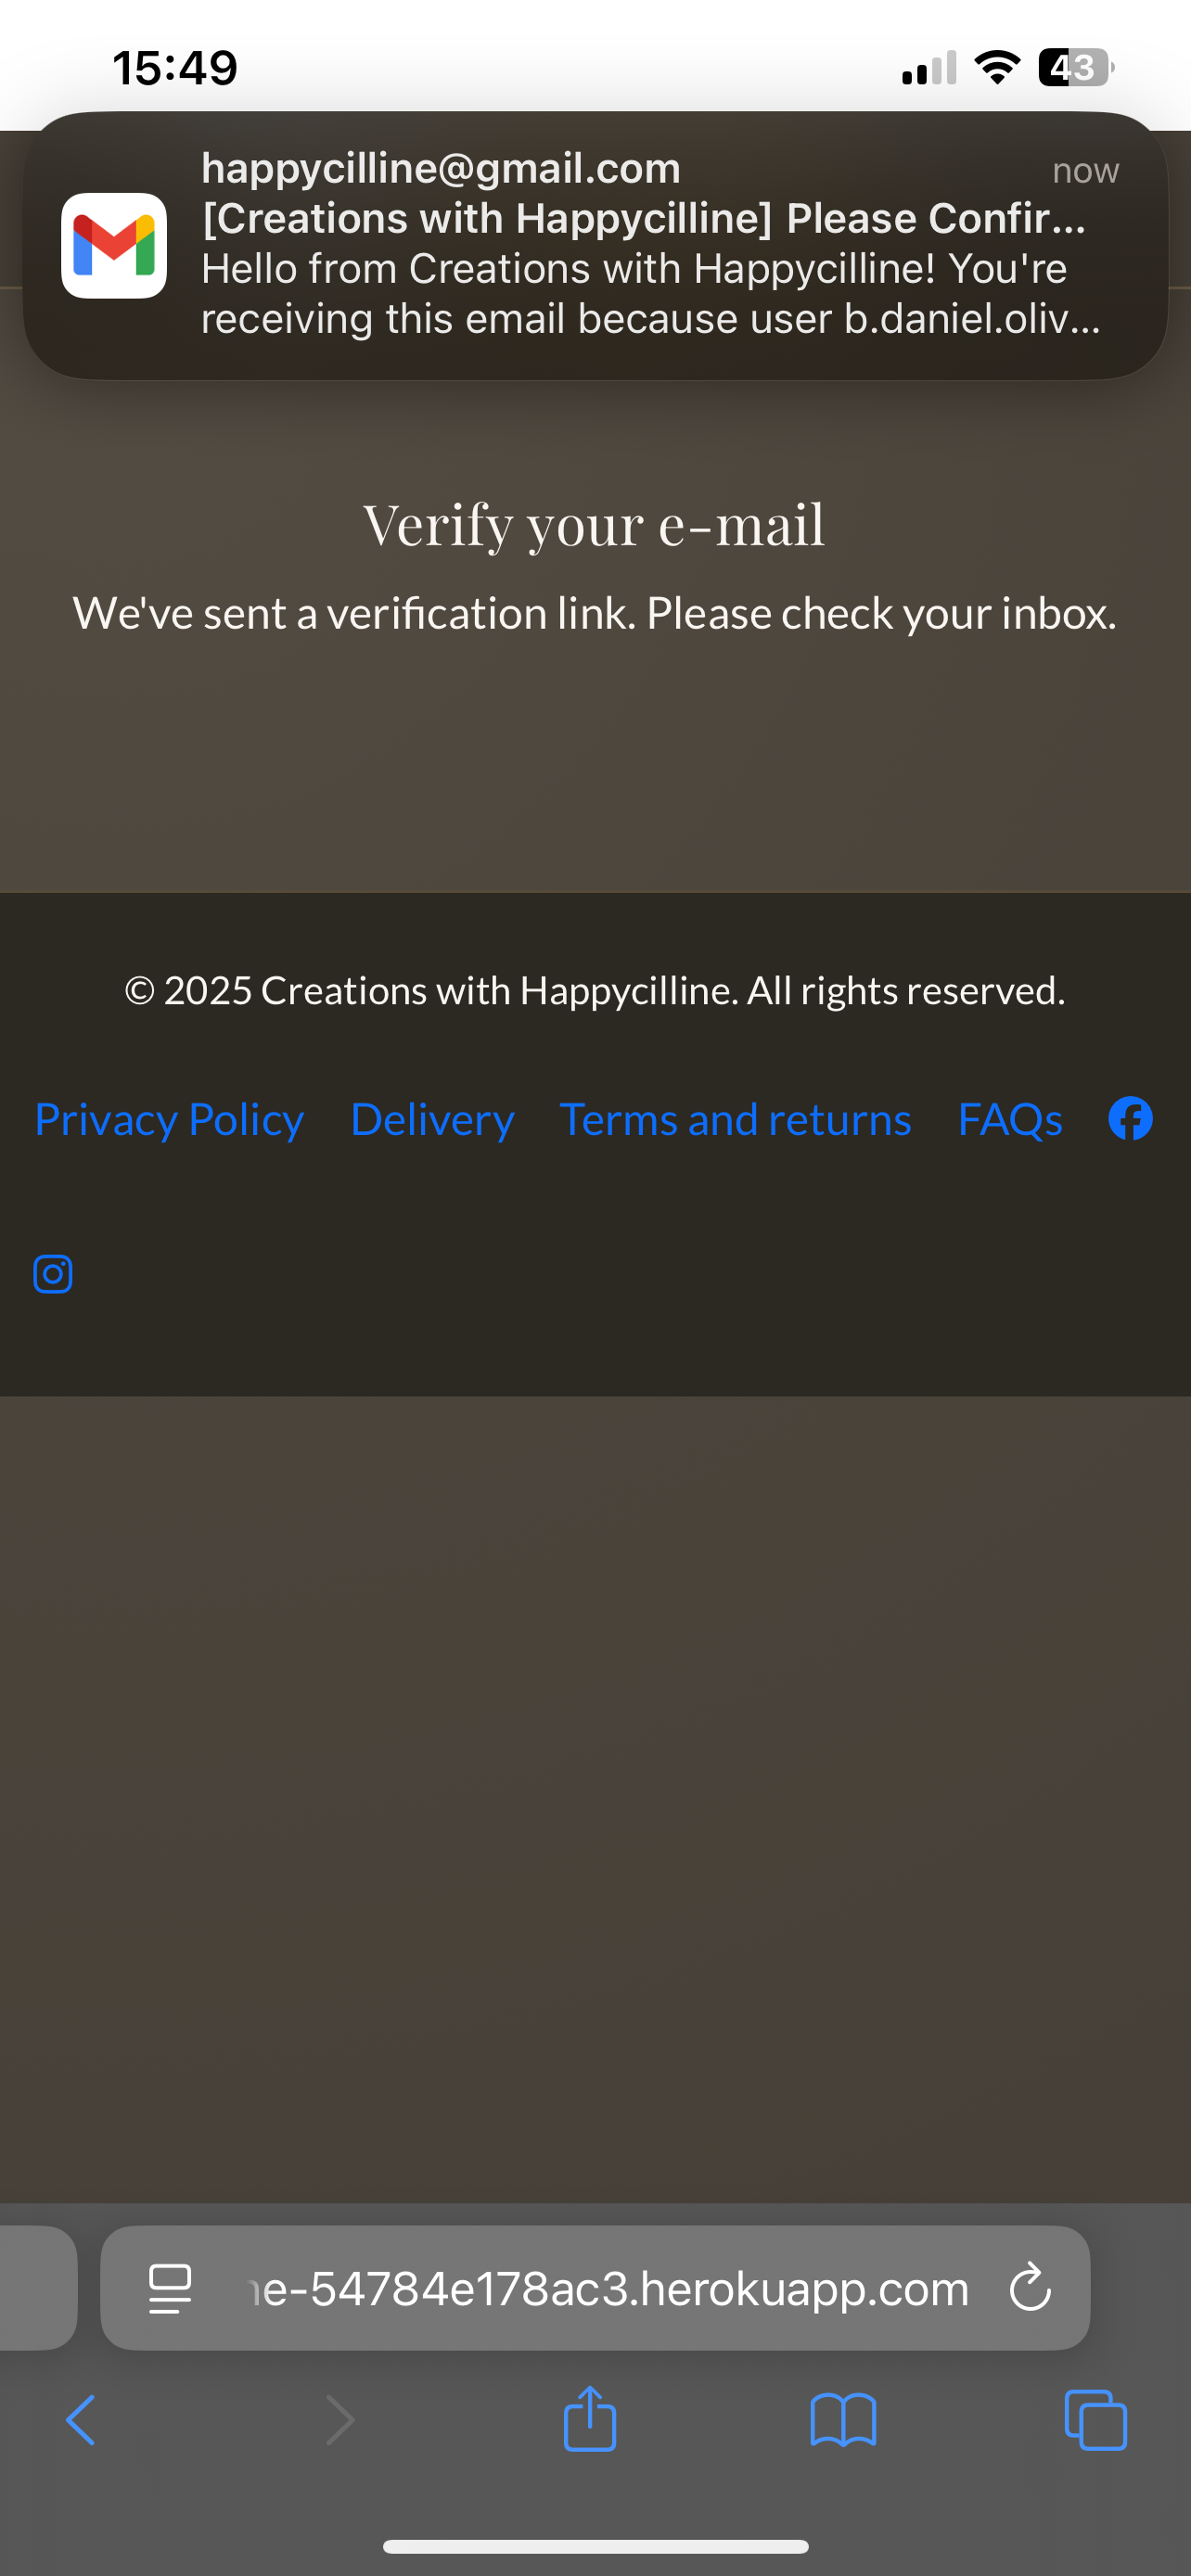 15:49
43
happycilline@gmail.com
now
[Creations with Happycilline] Please Confir...
Hello from Creations with Happycilline! You're
receiving this email because user b.daniel.oliv...
Verify your e-mail
We've sent a verification link. Please check your inbox.
© 2025 Creations with Happycilline. All rights reserved.
Privacy Policy Delivery Terms and returns FAQs
e-54784e178ac3.herokuapp.com